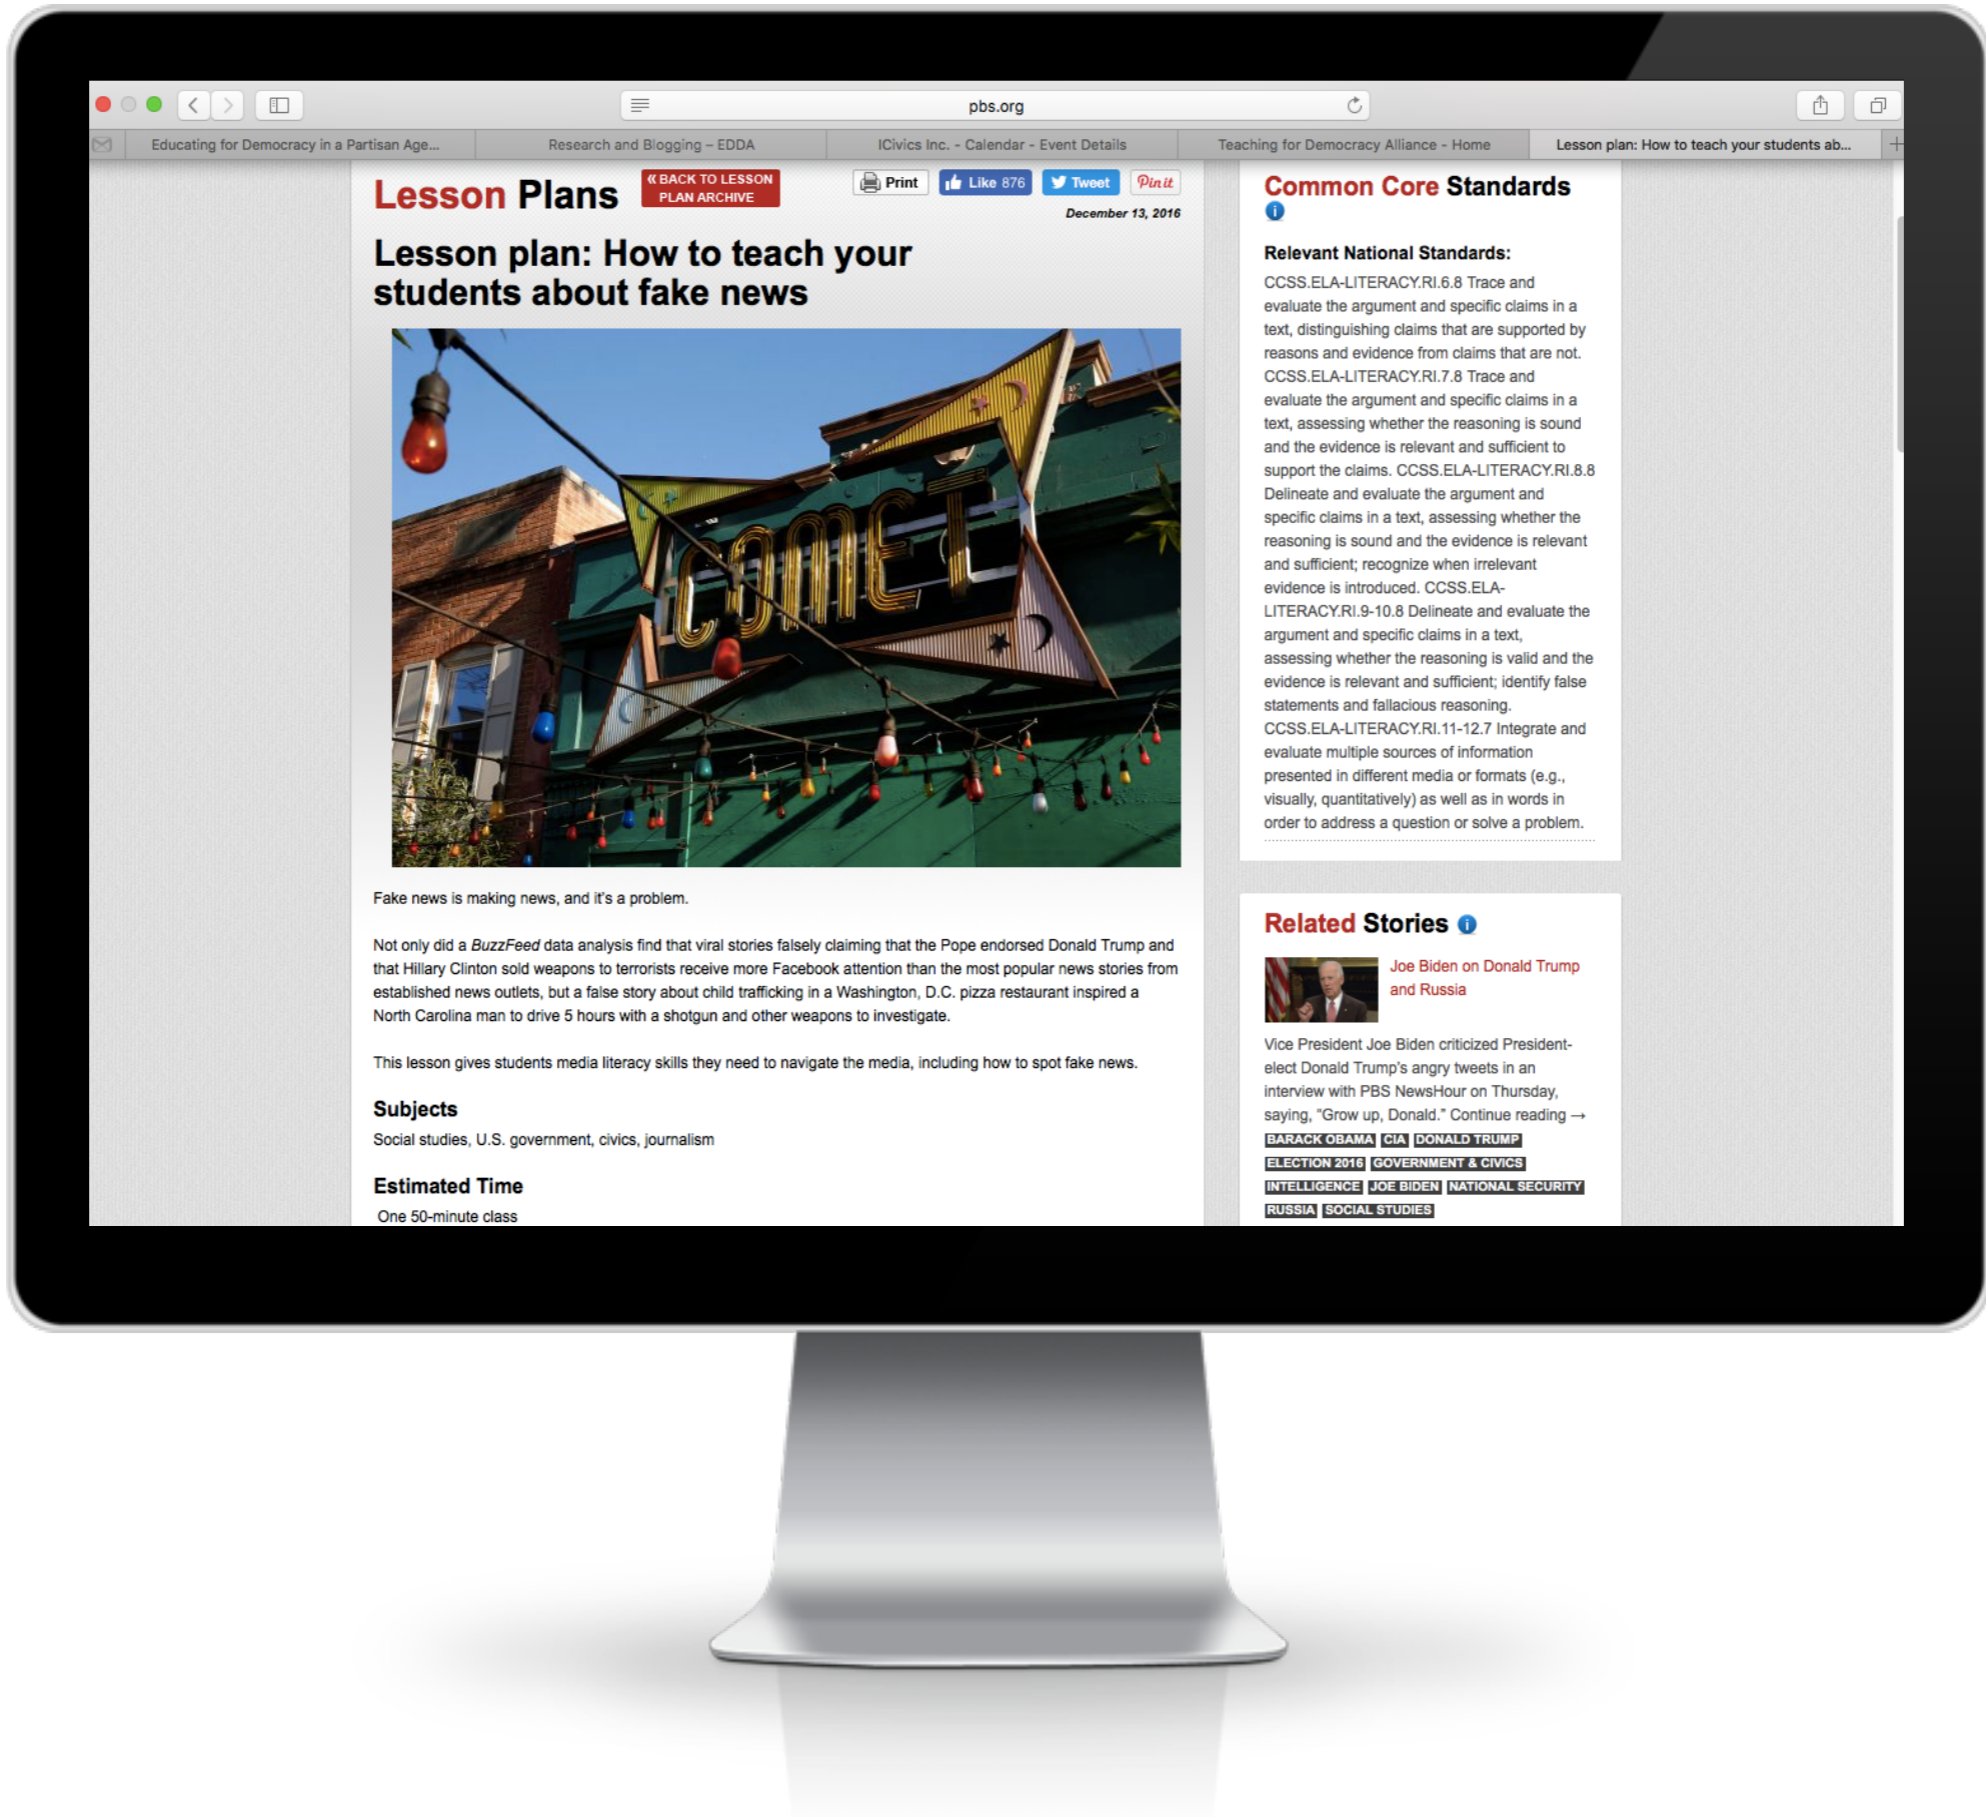 pbs.org
Educating for Democracy in a Partisan Age...
Research and Blogging – EDDA
ICivics Inc. - Calendar - Event Details
Teaching for Democracy Alliance - Home
Lesson plan: How to teach your students ab...
Lesson Plans
« BACK TO LESSON
PLAN ARCHIVE
Print
Like 876
Tweet
Pin it
December 13, 2016
Lesson plan: How to teach your
students about fake news
COMET
Fake news is making news, and it's a problem.
Not only did a BuzzFeed data analysis find that viral stories falsely claiming that the Pope endorsed Donald Trump and
that Hillary Clinton sold weapons to terrorists receive more Facebook attention than the most popular news stories from
established news outlets, but a false story about child trafficking in a Washington, D.C. pizza restaurant inspired a
North Carolina man to drive 5 hours with a shotgun and other weapons to investigate.
This lesson gives students media literacy skills they need to navigate the media, including how to spot fake news.
Subjects
Social studies, U.S. government, civics, journalism
Estimated Time
One 50-minute class
Common Core Standards
Relevant National Standards:
CCSS.ELA-LITERACY.RI.6.8 Trace and
evaluate the argument and specific claims in a
text, distinguishing claims that are supported by
reasons and evidence from claims that are not.
CCSS.ELA-LITERACY.RI.7.8 Trace and
evaluate the argument and specific claims in a
text, assessing whether the reasoning is sound
and the evidence is relevant and sufficient to
support the claims. CCSS.ELA-LITERACY.RI.8.8
Delineate and evaluate the argument and
specific claims in a text, assessing whether the
reasoning is sound and the evidence is relevant
and sufficient; recognize when irrelevant
evidence is introduced. CCSS.ELA-
LITERACY.RI.9-10.8 Delineate and evaluate the
argument and specific claims in a text,
assessing whether the reasoning is valid and the
evidence is relevant and sufficient; identify false
statements and fallacious reasoning.
CCSS.ELA-LITERACY.RI.11-12.7 Integrate and
evaluate multiple sources of information
presented in different media or formats (e.g.,
visually, quantitatively) as well as in words in
order to address a question or solve a problem.
Related Stories
Joe Biden on Donald Trump
and Russia
Vice President Joe Biden criticized President-
elect Donald Trump's angry tweets in an
interview with PBS NewsHour on Thursday,
saying, "Grow up, Donald." Continue reading →
BARACK OBAMA CIA DONALD TRUMP
ELECTION 2016 GOVERNMENT & CIVICS
INTELLIGENCE JOE BIDEN NATIONAL SECURITY
RUSSIA SOCIAL STUDIES